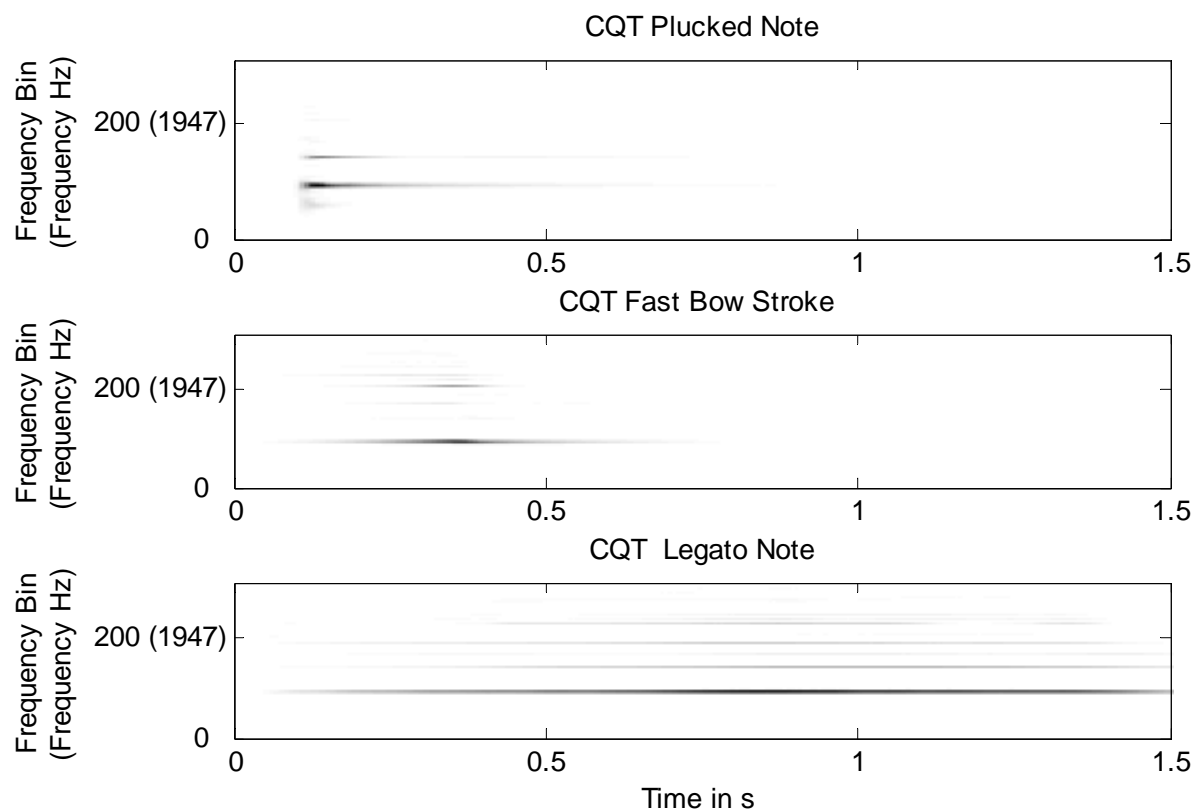 CQT Plucked Note
Frequency Bin
(Frequency Hz)
200 (1947)
0
0
0.5
1
1.5
CQT Fast Bow Stroke
Frequency Bin
(Frequency Hz)
200 (1947)
0
0
0.5
1
1.5
CQT Legato Note
Frequency Bin
(Frequency Hz)
200 (1947)
0
0
0.5
1
1.5
Time in s